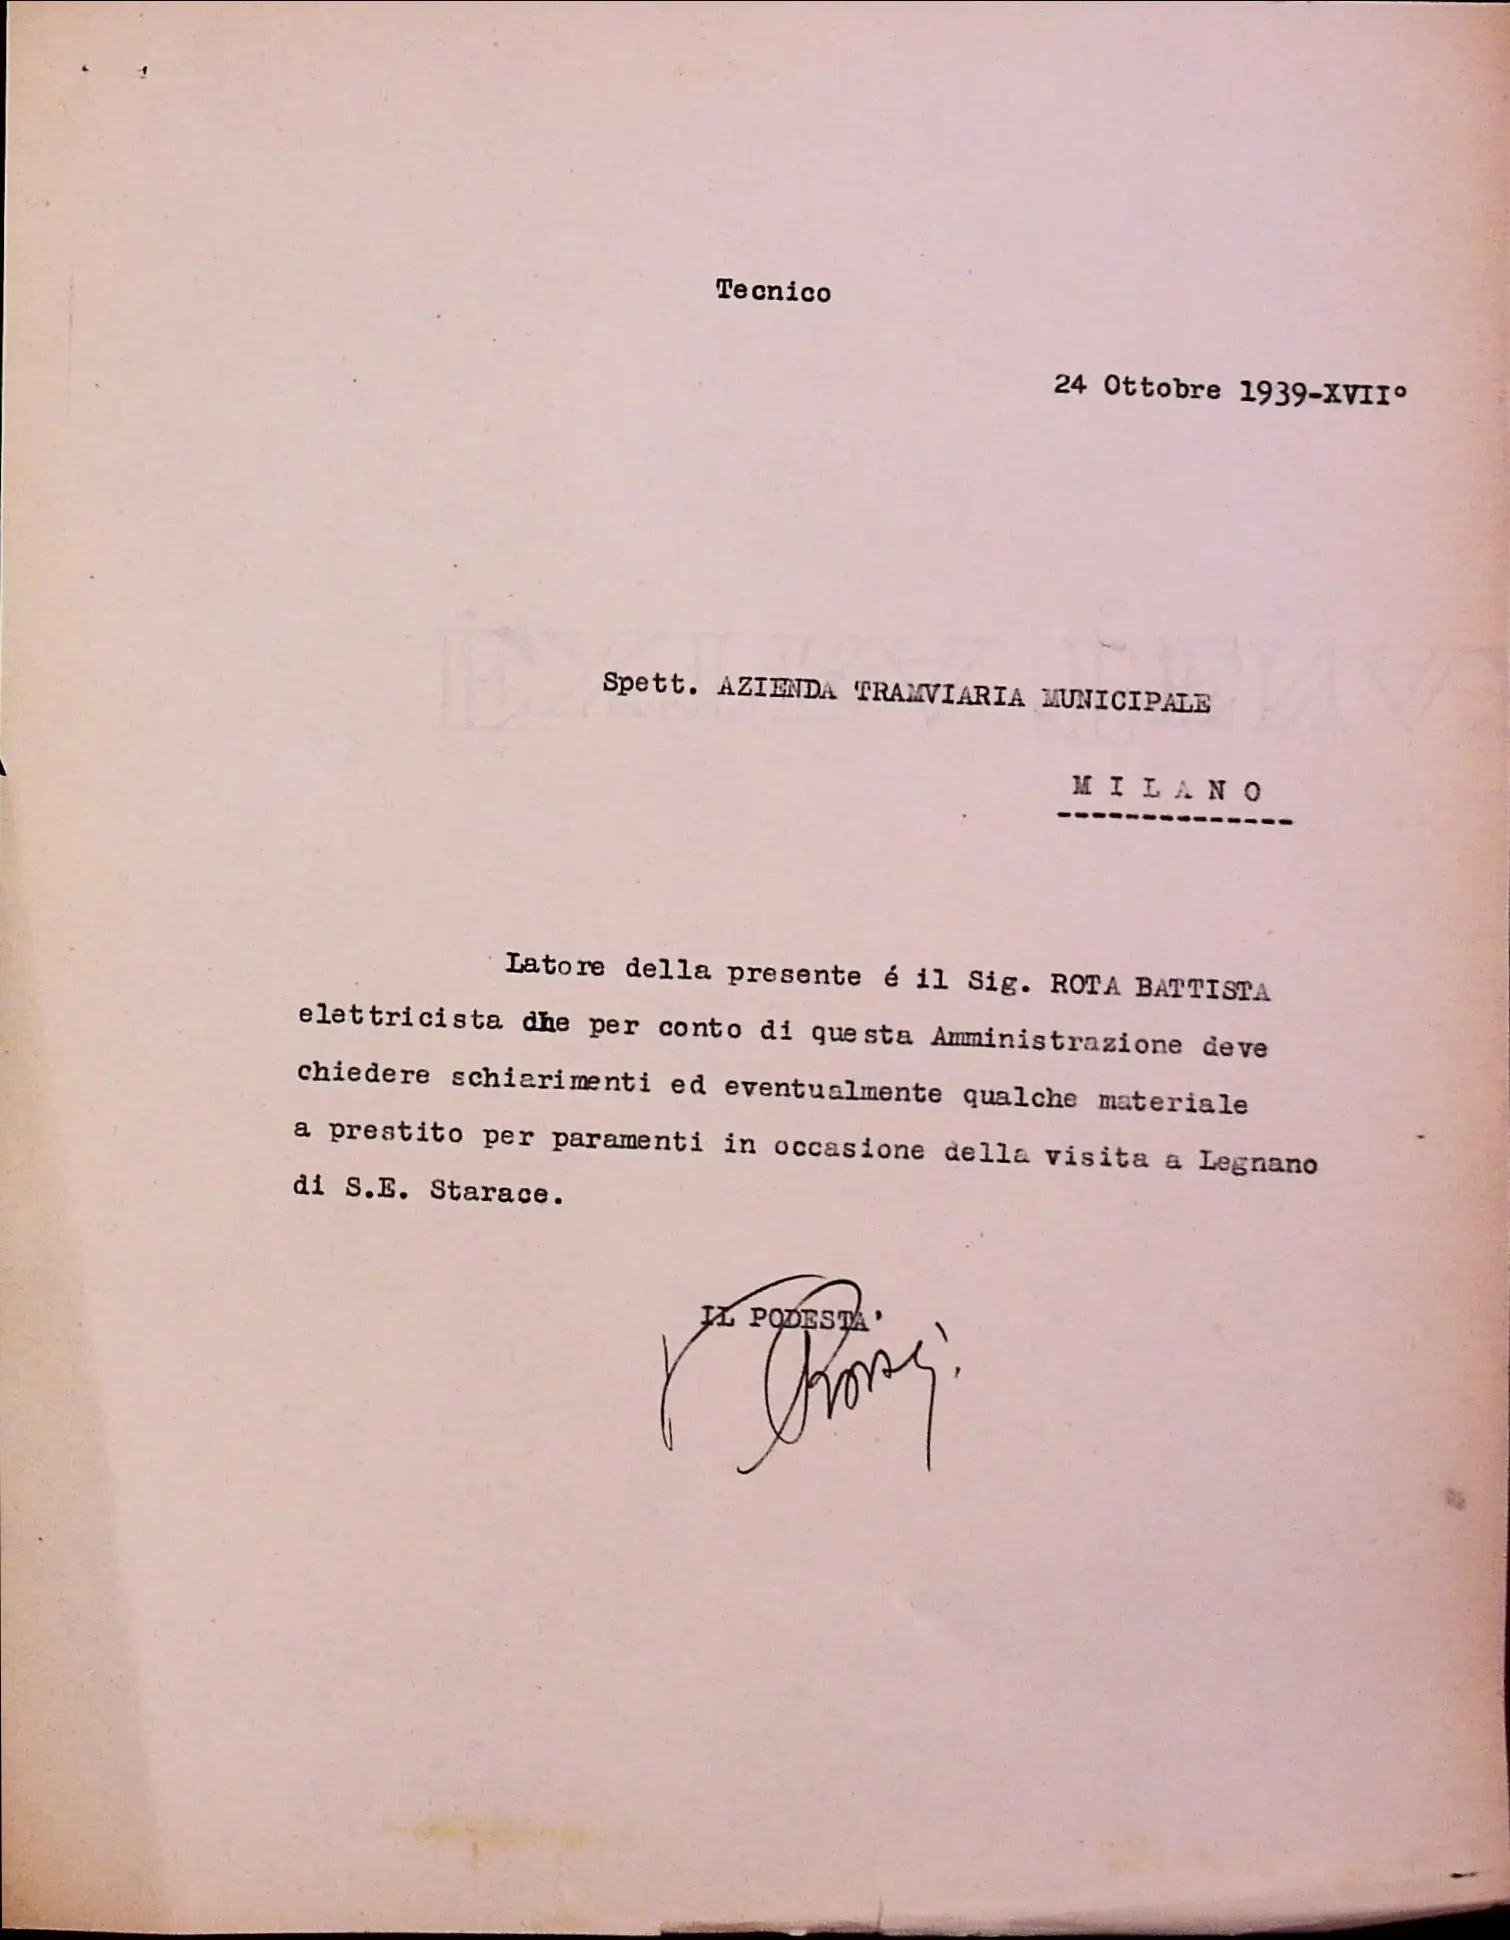 Tecnico
24 Ottobre 1939-XVII°
Spett. AZIENDA TRAMVIARIA MUNICIPALE
M I L A N O
Latore della presente é il Sig. ROTA BATTISTA
elettricista dhe per conto di questa Amministrazione deve
chiedere schiarimenti ed eventualmente qualche materiale
a prestito per paramenti in occasione della visita a Legnano
di S.E. Starace.
IL PODESTA'